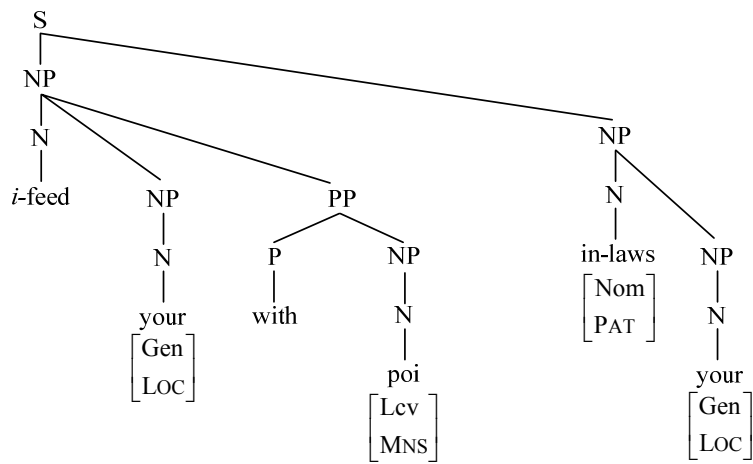 S
NP
N NP
i-feed NP PP N
N P NP in-laws NP
your with N [Nom N
[Gen poi PAT] your
LOC] [Lcv [Gen
MNS] LOC]